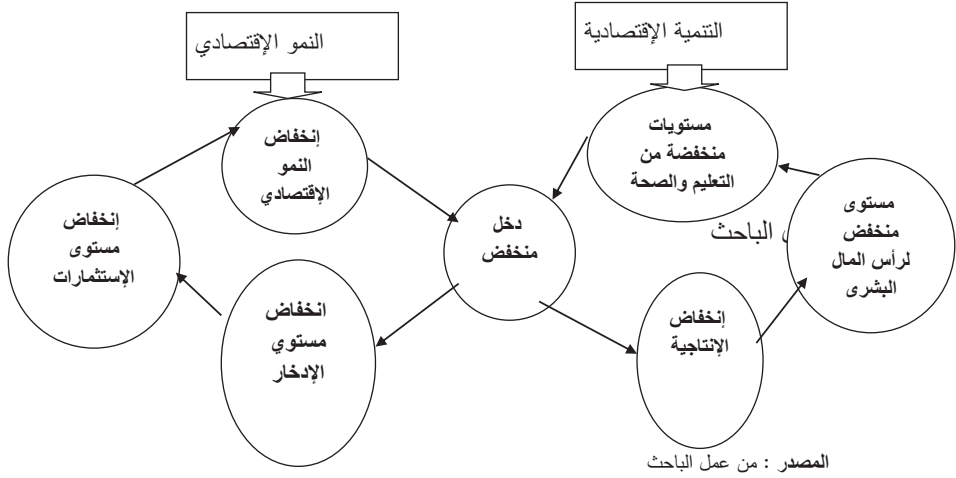 التنمية الإقتصادية
النمو الإقتصادي
مستويات
منخفضة من
التعليم والصحة
إنخفاض
النمو
الإقتصادي
مستوى
منخفض
لرأس المال
البشرى
الباحث
دخل
منخفض
إنخفاض
مستوى
الإستثمارات
إنخفاض
الإنتاجية
انخفاض
مستوي
الإدخار
المصدر : من عمل الباحث